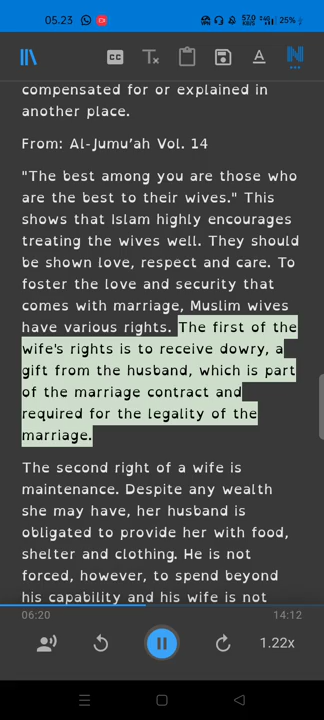 05.23
57.0
KB/S
25%
CC
compensated for or explained in
another place.
From: Al-Jumu’ah Vol. 14
"The best among you are those who
are the best to their wives." This
shows that Islam highly encourages
treating the wives well. They should
be shown love, respect and care. To
foster the love and security that
comes with marriage, Muslim wives
have various rights. The first of the
wife's rights is to receive dowry, a
gift from the husband, which is part
of the marriage contract and
required for the legality of the
marriage.
The second right of a wife is
maintenance. Despite any wealth
she may have, her husband is
obligated to provide her with food,
shelter and clothing. He is not
forced, however, to spend beyond
his capability and his wife is not
06:20
14:12
1.22x